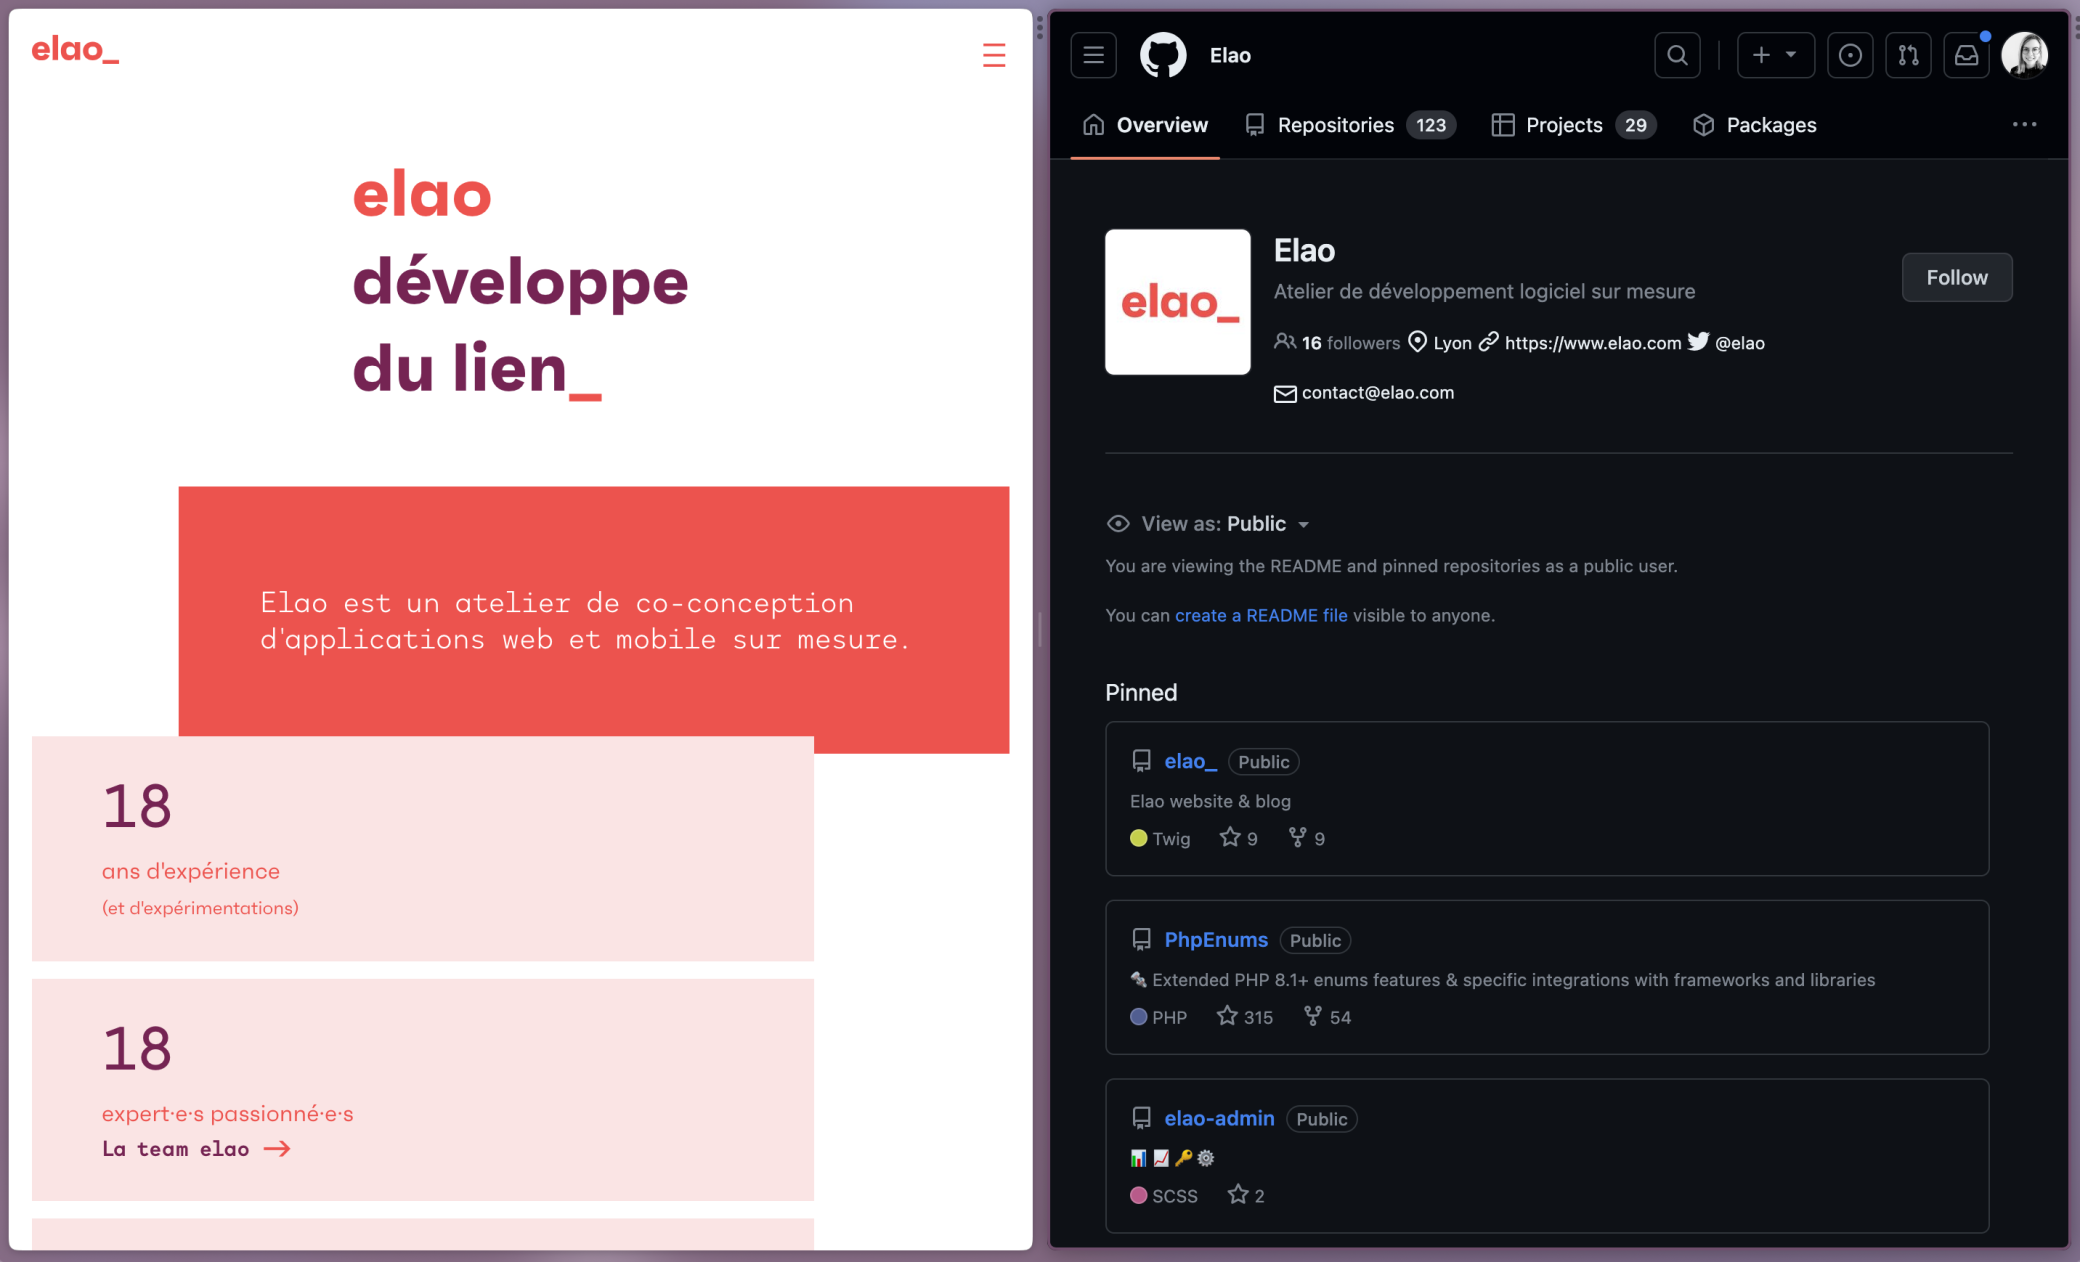 elao_
elao
développe
du lien_
Elao est un atelier de co-conception
d'applications web et mobile sur mesure.
18
ans d'expérience
(et d'expérimentations)
18
expert·e·s passionné·e·s
La team elao →
Elao
Overview
Repositories 123
Projects 29
Packages
elao_
Elao
Atelier de développement logiciel sur mesure
Follow
16 followers Lyon https://www.elao.com @elao
contact@elao.com
View as: Public
You are viewing the README and pinned repositories as a public user.
You can create a README file visible to anyone.
Pinned
elao_ Public
Elao website & blog
Twig 9 9
PhpEnums Public
Extended PHP 8.1+ enums features & specific integrations with frameworks and libraries
PHP 315 54
elao-admin Public
SCSS 2